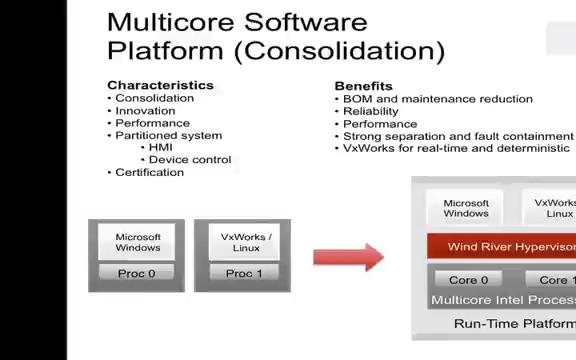 Multicore Software
Platform (Consolidation)
Characteristics
• Consolidation
• Innovation
• Performance
• Partitioned system
• HMI
• Device control
• Certification
Benefits
• BOM and maintenance reduction
• Reliability
• Performance
• Strong separation and fault containment
• VxWorks for real-time and deterministic
Microsoft
Windows
Proc 0
VxWorks /
Linux
Proc 1
Microsoft
Windows
VxWorks
Linux
Wind River Hypervisor
Core 0
Core 1
Multicore Intel Process
Run-Time Platform